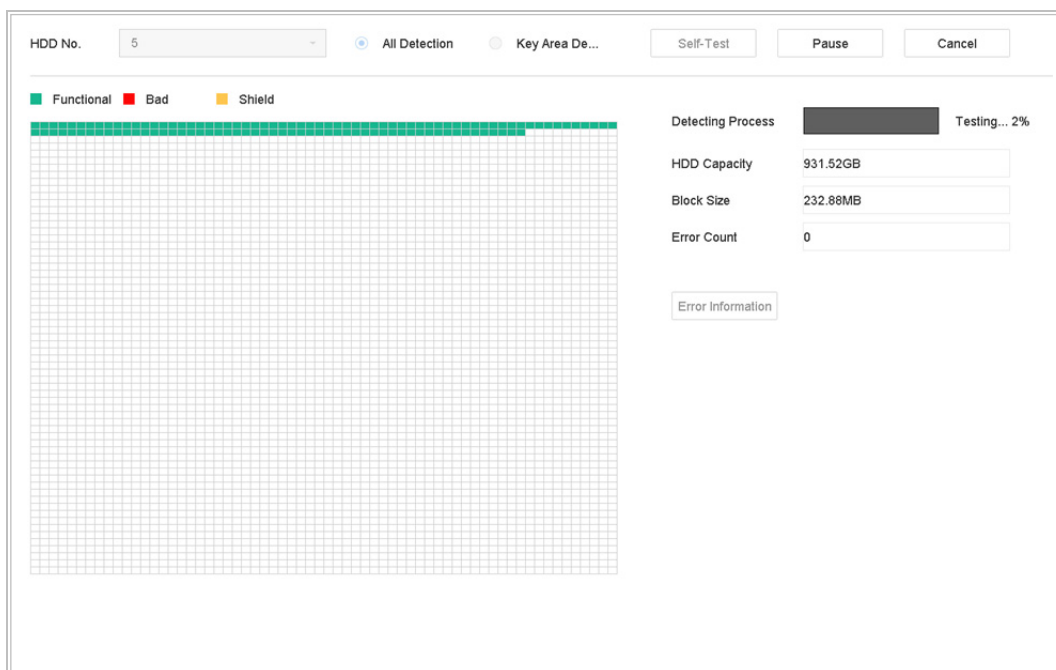 HDD No. 5 All Detection Key Area De... Self-Test Pause Cancel
Functional Bad Shield
Detecting Process Testing... 2%
HDD Capacity 931.52GB
Block Size 232.88MB
Error Count 0
Error Information